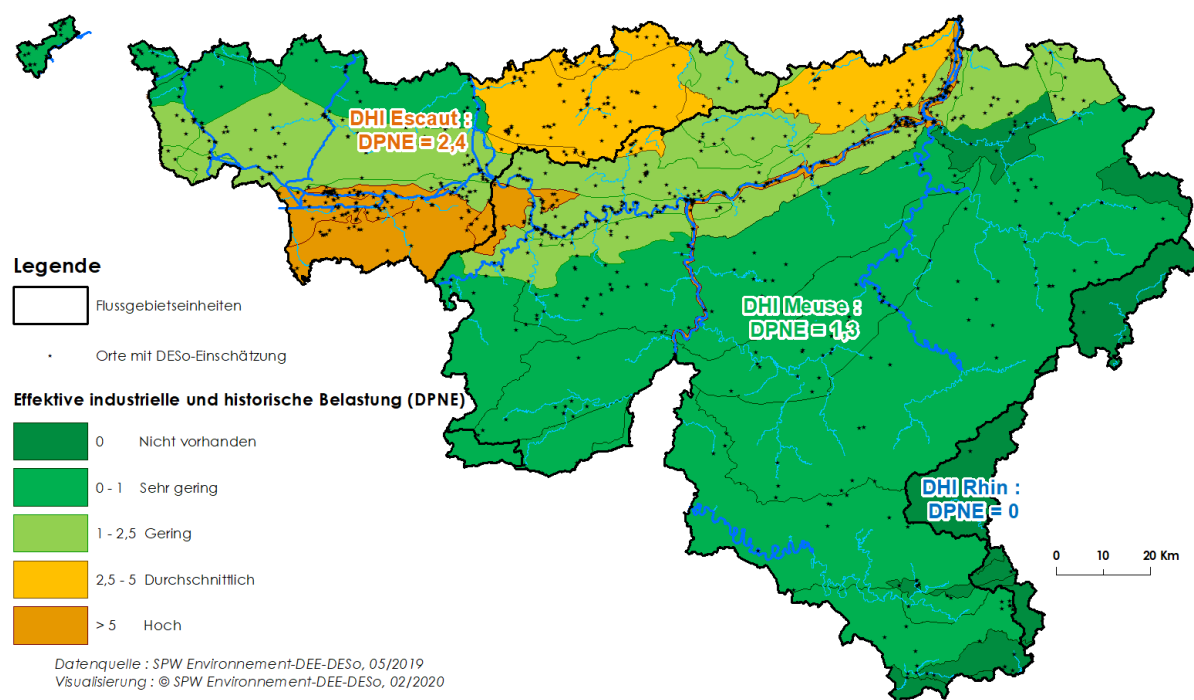 DHI Escaut :
DPNE = 2,4
Legende
Flussgebietseinheiten
Orte mit DESo-Einschätzung
DHI Meuse :
DPNE = 1,3
Effektive industrielle und historische Belastung (DPNE)
0 Nicht vorhanden
0 - 1 Sehr gering
DHI Rhin :
DPNE = 0
1 - 2,5 Gering
0 10 20 Km
2,5 - 5 Durchschnittlich
> 5 Hoch
Datenquelle : SPW Environnement-DEE-DESo, 05/2019
Visualisierung : © SPW Environnement-DEE-DESo, 02/2020